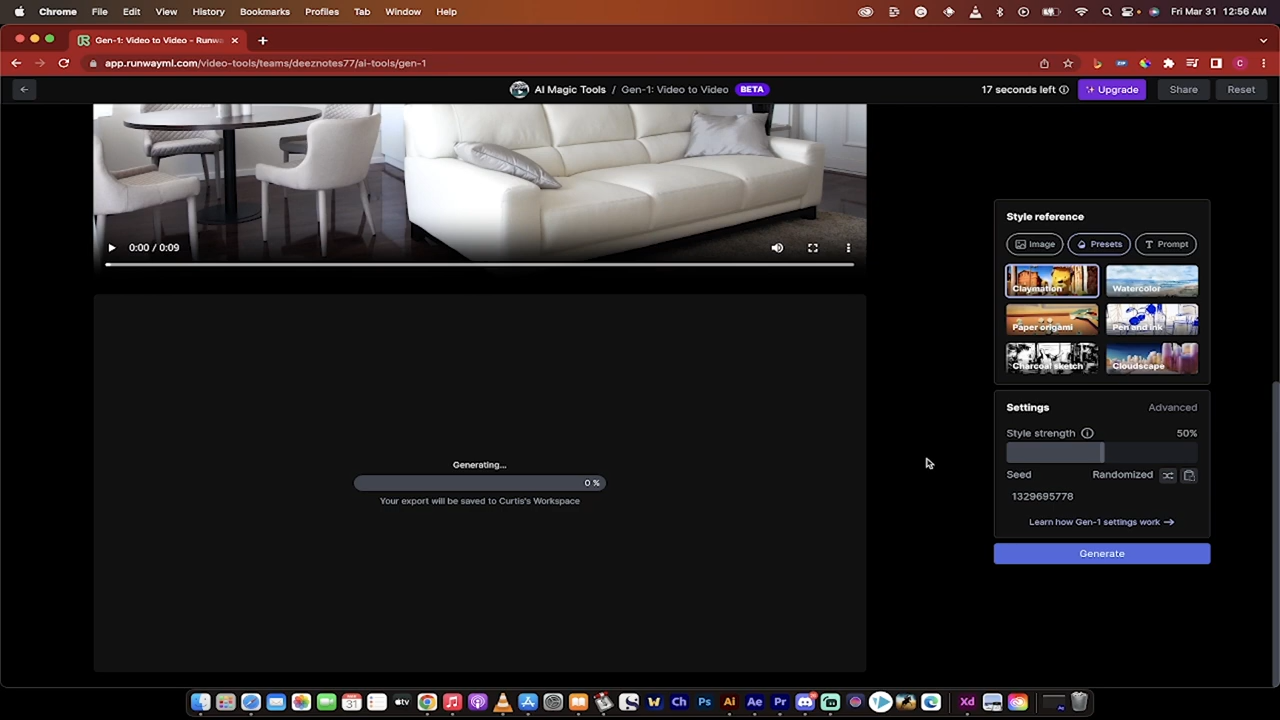 Chrome File Edit View History Bookmarks Profiles Tab Window Help Fri Mar 31 12:56 AM
Gen-1: Video to Video - Runwa
app.runwayml.com/video-tools/teams/deeznotes77/ai-tools/gen-1
AI Magic Tools / Gen-1: Video to Video BETA 17 seconds left Upgrade Share Reset
0:00 / 0:09
Style reference
Image Presets Prompt
Claymation Watercolor
Paper origami Pen and ink
Charcoal sketch Cloudscape
Settings Advanced
Style strength 50%
Seed Randomized
1329695778
Learn how Gen-1 settings work →
Generate
Generating...
0 %
Your export will be saved to Curtis's Workspace